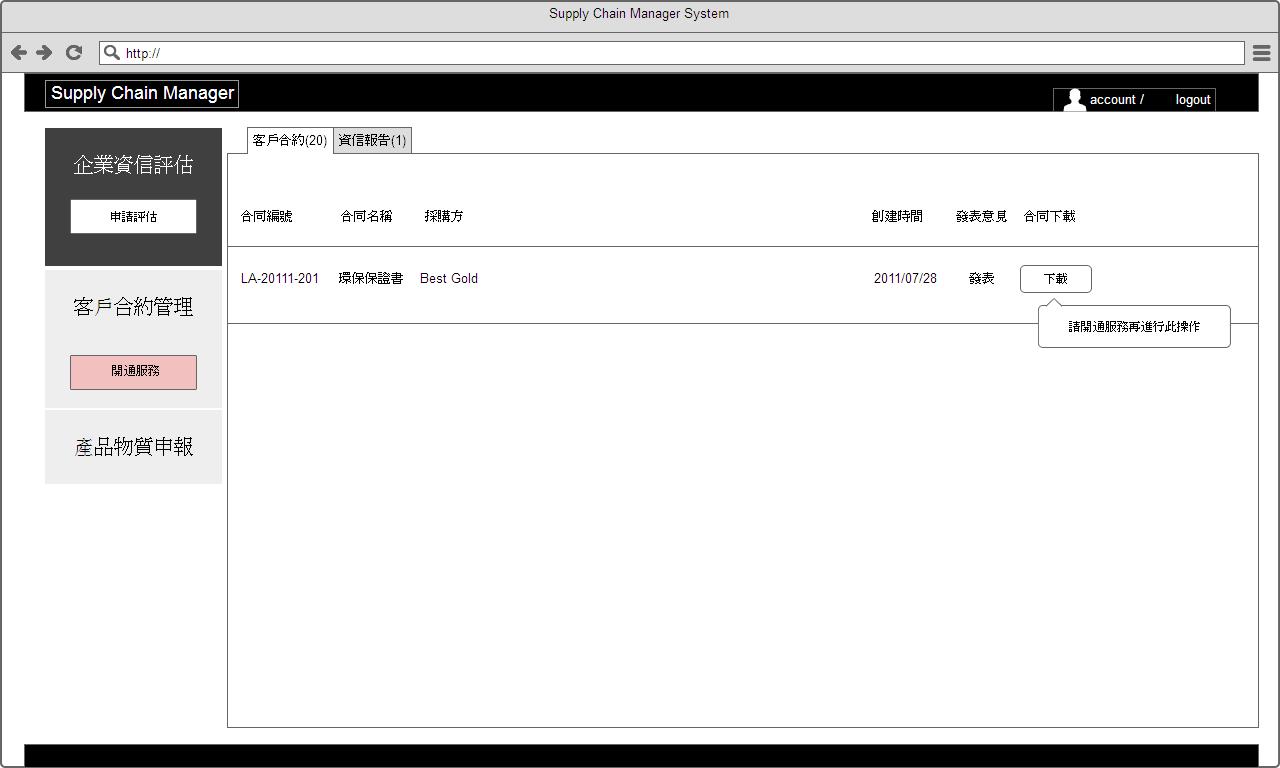 Supply Chain Manager System
http://
Supply Chain Manager
account / logout
客戶合約(20) 資信報告(1)
企業資信評估
申請評估
客戶合約管理
開通服務
產品物質申報
合同編號 合同名稱 採購方 創建時間 發表意見 合同下載
LA-20111-201 環保保證書 Best Gold 2011/07/28 發表 下載
請開通服務再進行此操作